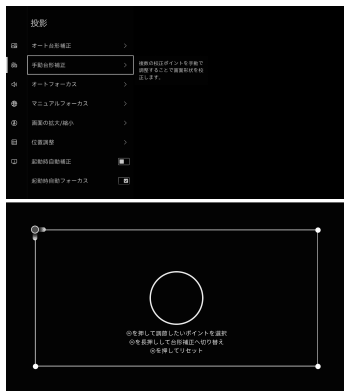 投影
オート台形補正
手動台形補正
複数の校正ポイントを手動で
調整することで画面形状を校
正します。
オートフォーカス
マニュアルフォーカス
画面の拡大/縮小
位置調整
起動時自動補正
起動時自動フォーカス
◎を押して調節したいポイントを選択
◎を長押しして台形補正へ切り替え
◎を押してリセット